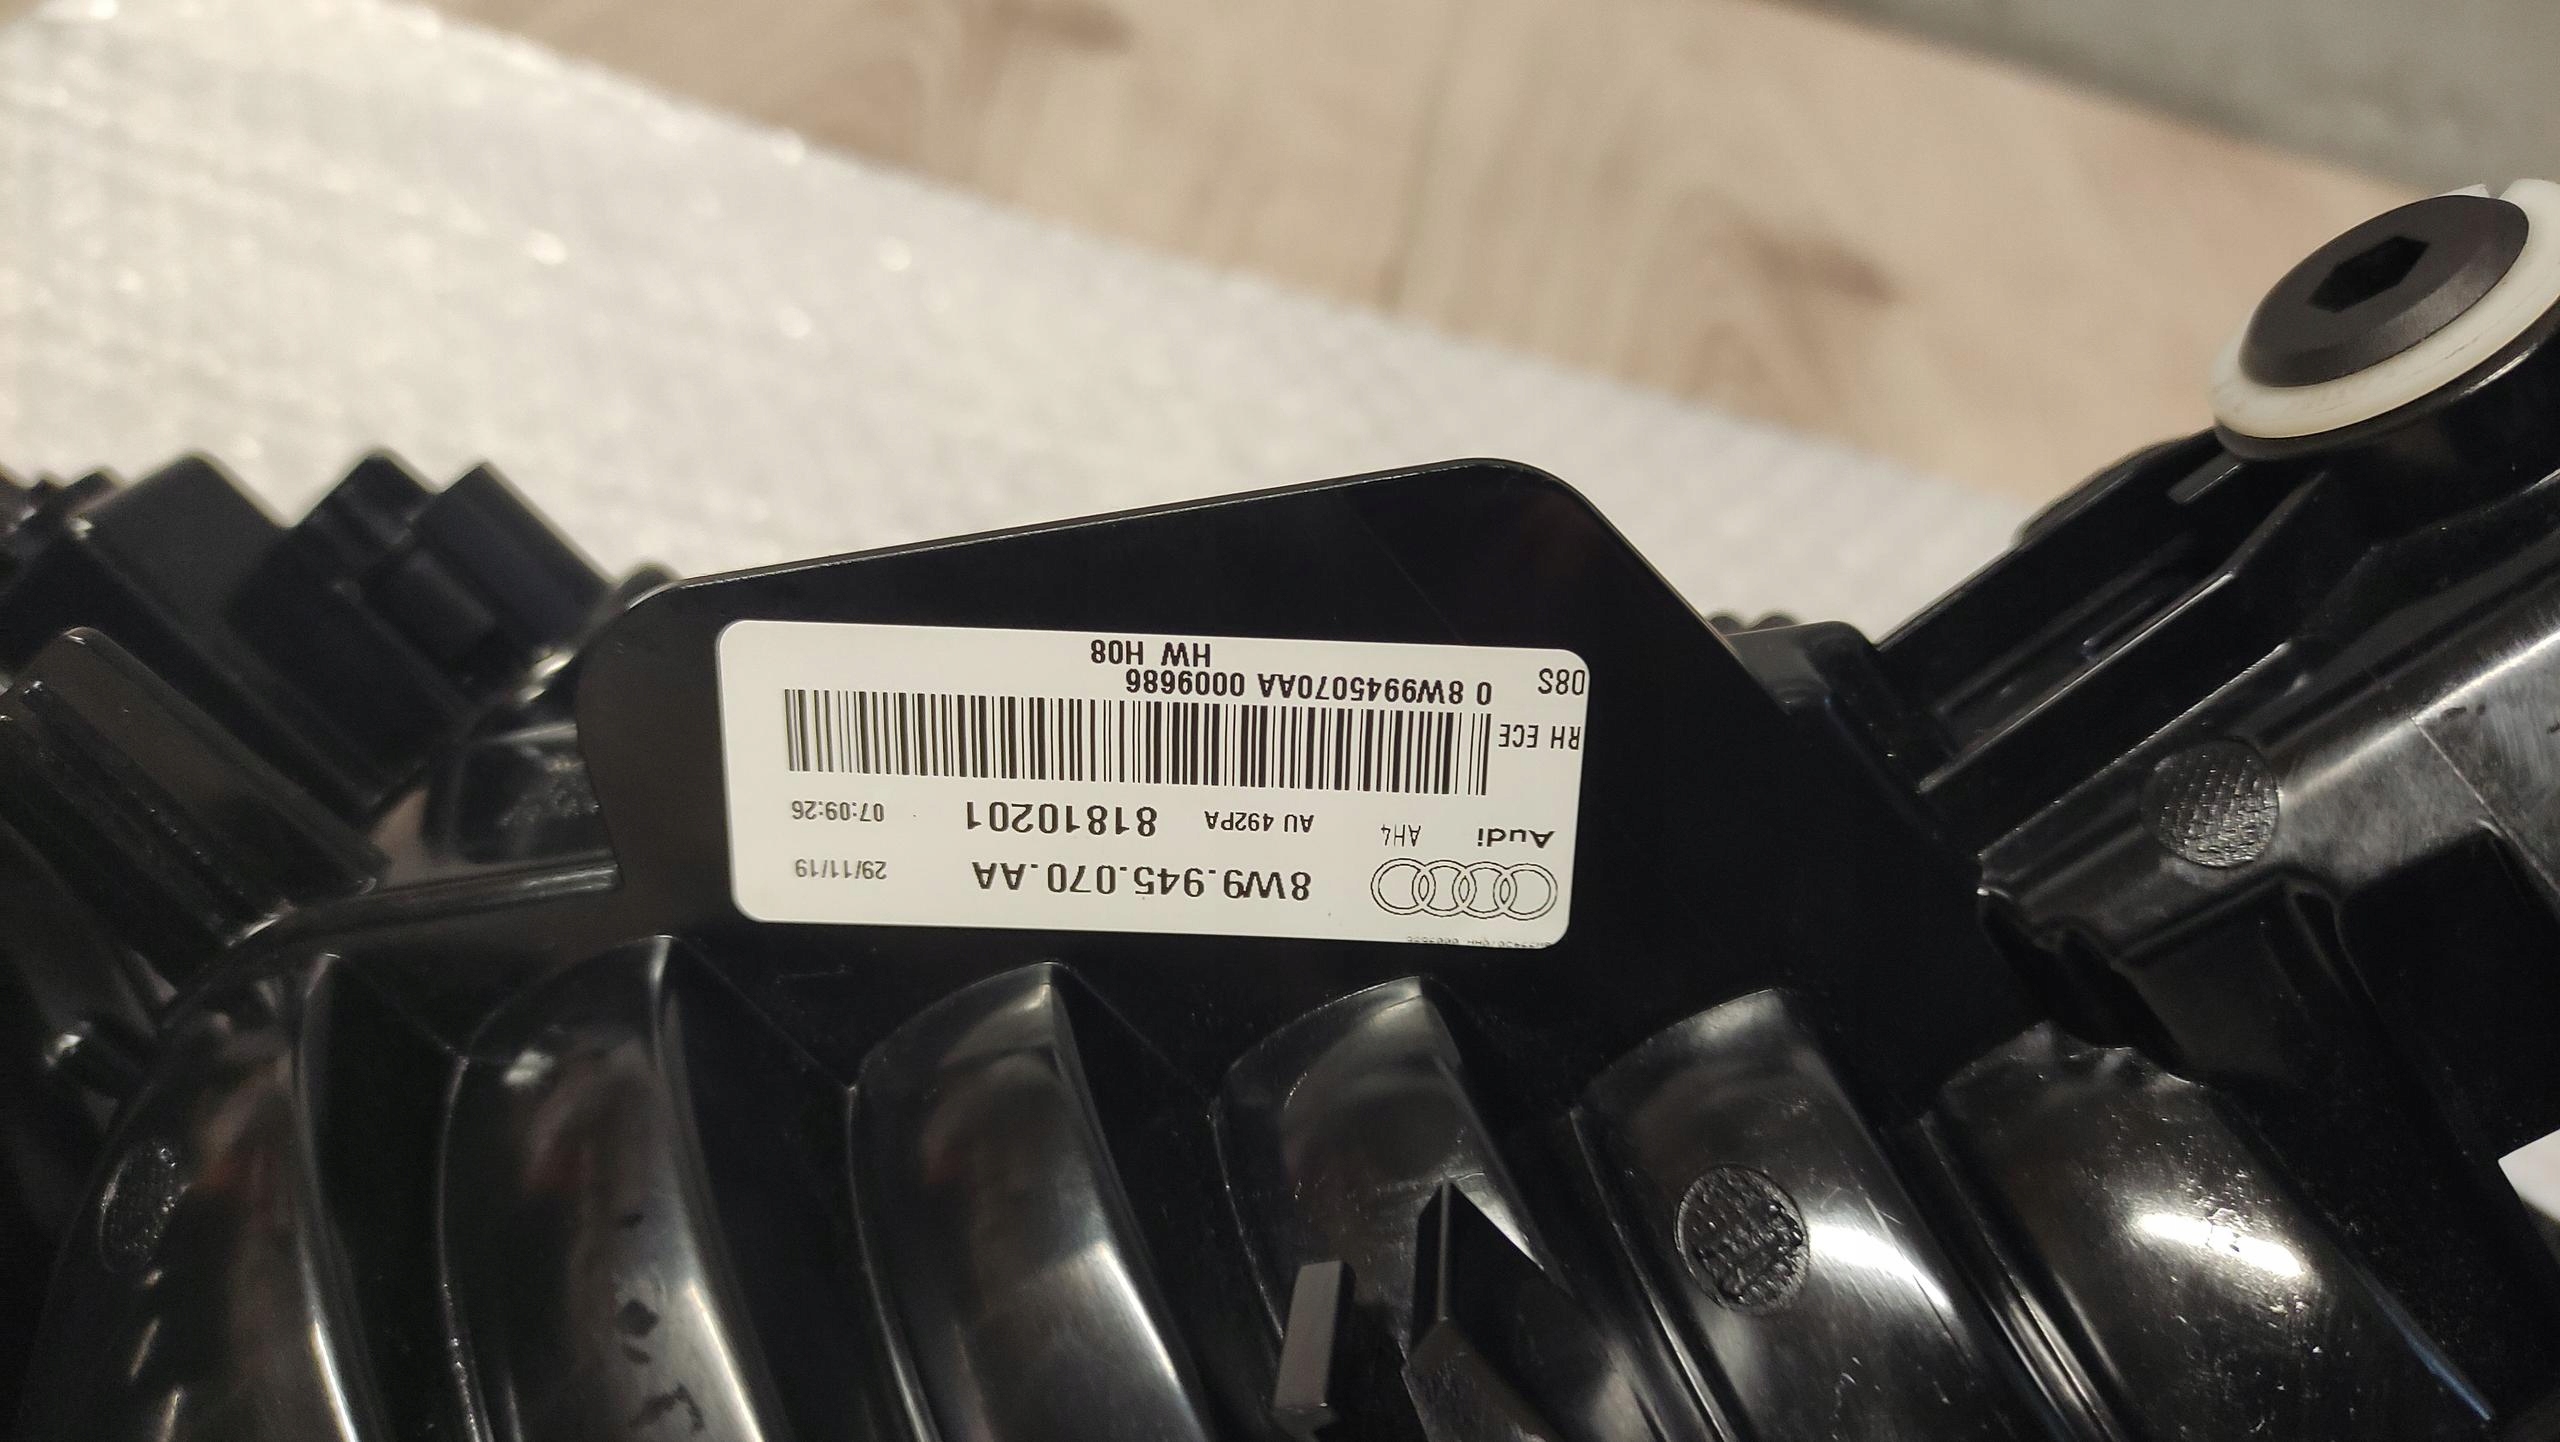 8W9.945.070.AA 29/11/19
Audi AH4 AU 492PA 81810201 07:09:26
RH ECE
D8S 0 8W9945070AA 0009686
HW H08